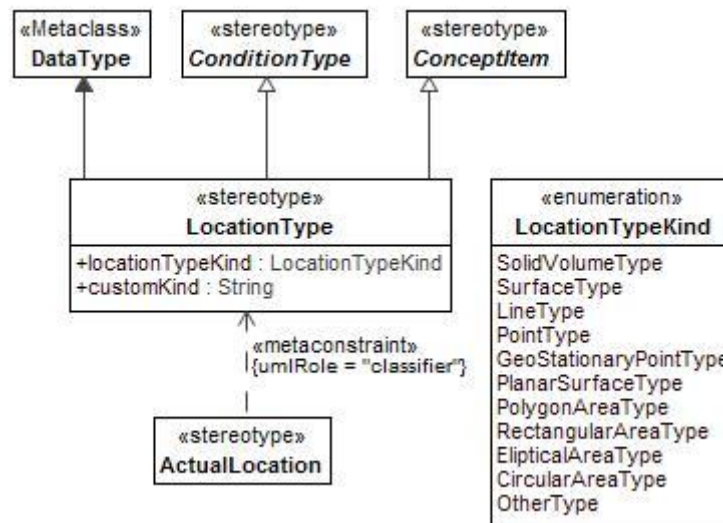 «Metaclass»
DataType
«stereotype»
ConditionType
«stereotype»
ConceptItem
«stereotype»
LocationType
+locationTypeKind : LocationTypeKind
+customKind : String
«enumeration»
LocationTypeKind
SolidVolumeType
SurfaceType
LineType
PointType
GeoStationaryPointType
PlanarSurfaceType
PolygonAreaType
RectangularAreaType
ElipticalAreaType
CircularAreaType
OtherType
«metaconstraint»
{umlRole = "classifier"}
«stereotype»
ActualLocation